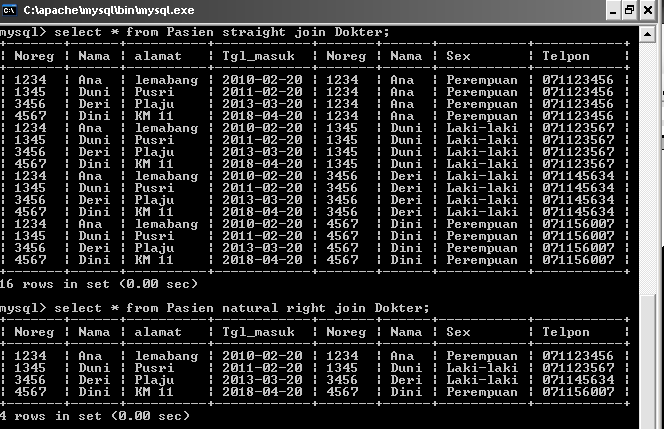 C:\apache\mysql\bin\mysql.exe
mysql> select * from Pasien straight join Dokter;
| Noreg | Nama | alamat | Tgl_masuk | Noreg | Nama | Sex | Telpon |
| 1234 | Ana | lemabang | 2010-02-20 | 1234 | Ana | Perempuan | 071123456 |
| 1345 | Duni | Pusri | 2011-02-20 | 1234 | Ana | Perempuan | 071123456 |
| 3456 | Deri | Plaju | 2013-03-20 | 1234 | Ana | Perempuan | 071123456 |
| 4567 | Dini | KM 11 | 2018-04-20 | 1234 | Ana | Perempuan | 071123456 |
| 1234 | Ana | lemabang | 2010-02-20 | 1345 | Duni | Laki-laki | 071123567 |
| 1345 | Duni | Pusri | 2011-02-20 | 1345 | Duni | Laki-laki | 071123567 |
| 3456 | Deri | Plaju | 2013-03-20 | 1345 | Duni | Laki-laki | 071123567 |
| 4567 | Dini | KM 11 | 2018-04-20 | 1345 | Duni | Laki-laki | 071123567 |
| 1234 | Ana | lemabang | 2010-02-20 | 3456 | Deri | Laki-laki | 071145634 |
| 1345 | Duni | Pusri | 2011-02-20 | 3456 | Deri | Laki-laki | 071145634 |
| 3456 | Deri | Plaju | 2013-03-20 | 3456 | Deri | Laki-laki | 071145634 |
| 4567 | Dini | KM 11 | 2018-04-20 | 3456 | Deri | Laki-laki | 071145634 |
| 1234 | Ana | lemabang | 2010-02-20 | 4567 | Dini | Perempuan | 071156007 |
| 1345 | Duni | Pusri | 2011-02-20 | 4567 | Dini | Perempuan | 071156007 |
| 3456 | Deri | Plaju | 2013-03-20 | 4567 | Dini | Perempuan | 071156007 |
| 4567 | Dini | KM 11 | 2018-04-20 | 4567 | Dini | Perempuan | 071156007 |
16 rows in set (0.00 sec)
mysql> select * from Pasien natural right join Dokter;
| Noreg | Nama | alamat | Tgl_masuk | Noreg | Nama | Sex | Telpon |
| 1234 | Ana | lemabang | 2010-02-20 | 1234 | Ana | Perempuan | 071123456 |
| 1345 | Duni | Pusri | 2011-02-20 | 1345 | Duni | Laki-laki | 071123567 |
| 3456 | Deri | Plaju | 2013-03-20 | 3456 | Deri | Laki-laki | 071145634 |
| 4567 | Dini | KM 11 | 2018-04-20 | 4567 | Dini | Perempuan | 071156007 |
4 rows in set (0.00 sec)